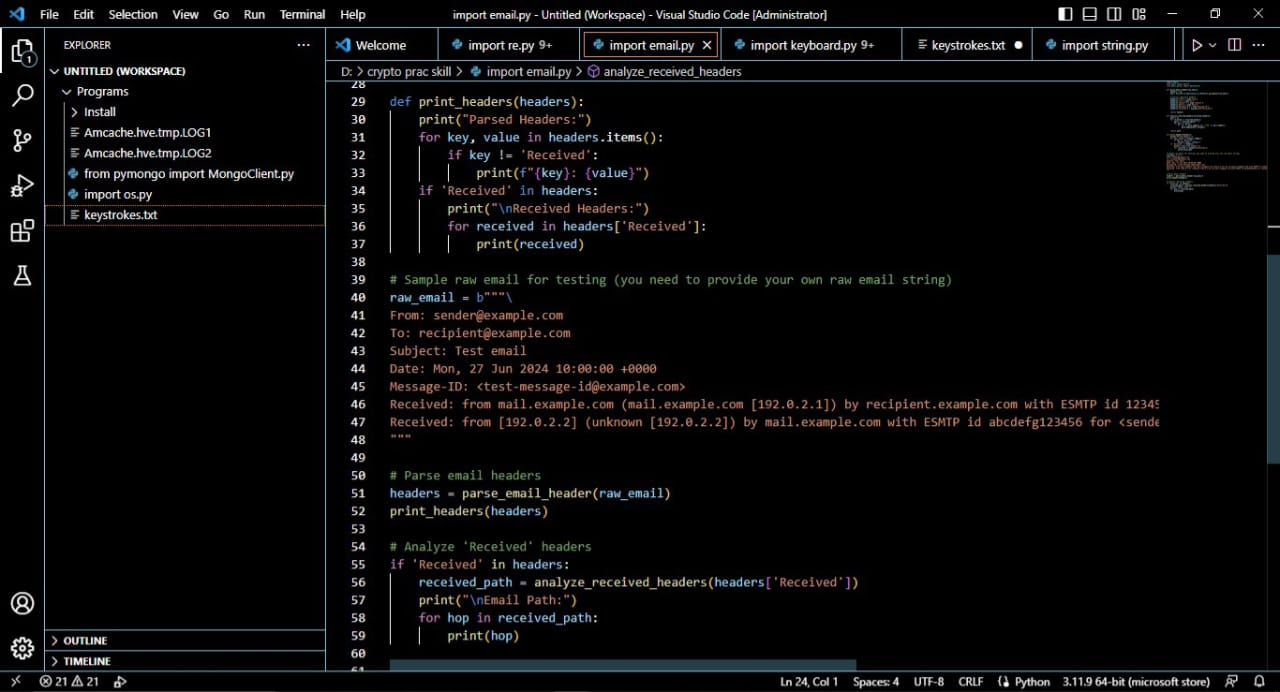 File Edit Selection View Go Run Terminal Help import email.py - Untitled (Workspace) - Visual Studio Code [Administrator]
EXPLORER
Welcome import re.py 9+ import email.py import keyboard.py 9+ keystrokes.txt import string.py
UNTITLED (WORKSPACE)
Programs
Install
Amcache.hve.tmp.LOG1
Amcache.hve.tmp.LOG2
from pymongo import MongoClient.py
import os.py
keystrokes.txt
1
D: > crypto prac skill > import email.py > analyze_received_headers
28
29 def print_headers(headers):
30     print("Parsed Headers:")
31     for key, value in headers.items():
32         if key != 'Received':
33             print(f"{key}: {value}")
34     if 'Received' in headers:
35         print("\nReceived Headers:")
36         for received in headers['Received']:
37             print(received)
38
39 # Sample raw email for testing (you need to provide your own raw email string)
40 raw_email = b"""\
41 From: sender@example.com
42 To: recipient@example.com
43 Subject: Test email
44 Date: Mon, 27 Jun 2024 10:00:00 +0000
45 Message-ID: <test-message-id@example.com>
46 Received: from mail.example.com (mail.example.com [192.0.2.1]) by recipient.example.com with ESMTP id 12345
47 Received: from [192.0.2.2] (unknown [192.0.2.2]) by mail.example.com with ESMTP id abcdefg123456 for <sende
48 """
49
50 # Parse email headers
51 headers = parse_email_header(raw_email)
52 print_headers(headers)
53
54 # Analyze 'Received' headers
55 if 'Received' in headers:
56     received_path = analyze_received_headers(headers['Received'])
57     print("\nEmail Path:")
58     for hop in received_path:
59         print(hop)
60
61
OUTLINE
TIMELINE
21 21 Ln 24, Col 1 Spaces: 4 UTF-8 CRLF Python 3.11.9 64-bit (microsoft store)